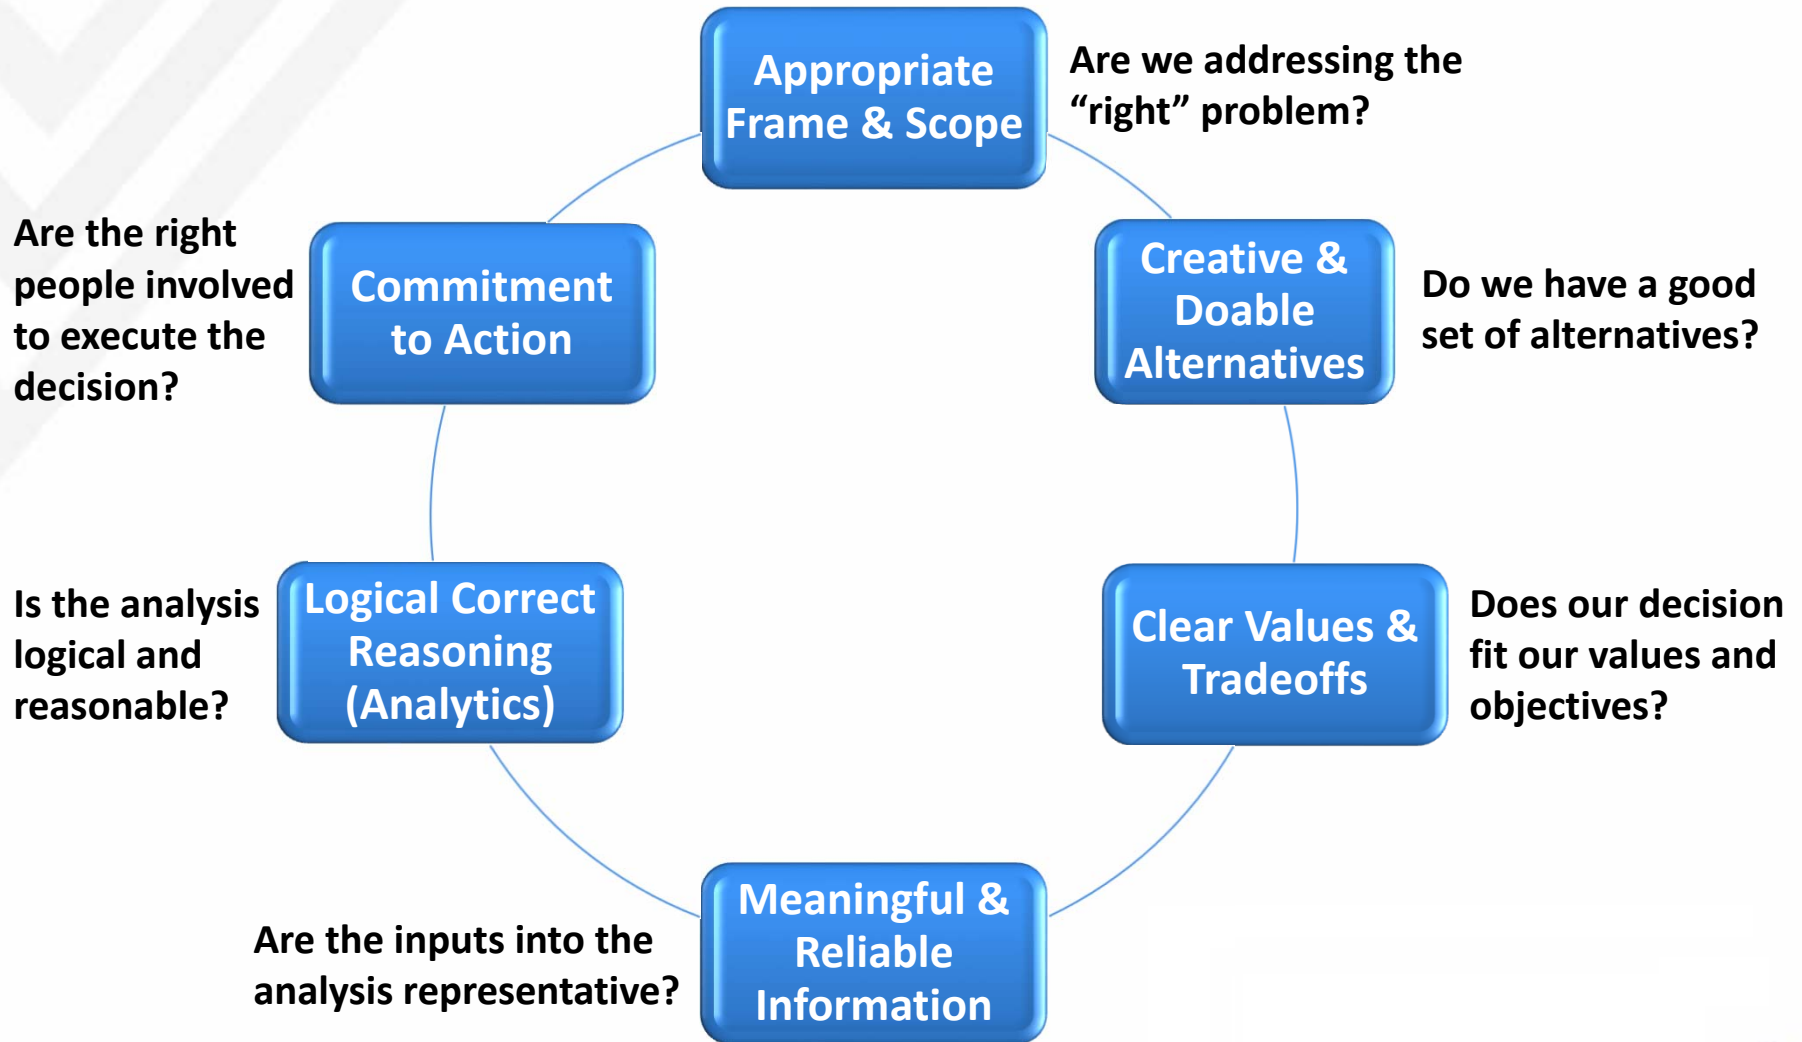 Appropriate
Frame & Scope
Are we addressing the
“right” problem?
Creative &
Doable
Alternatives
Do we have a good
set of alternatives?
Clear Values &
Tradeoffs
Does our decision
fit our values and
objectives?
Meaningful &
Reliable
Information
Are the inputs into the
analysis representative?
Logical Correct
Reasoning
(Analytics)
Is the analysis
logical and
reasonable?
Commitment
to Action
Are the right
people involved
to execute the
decision?